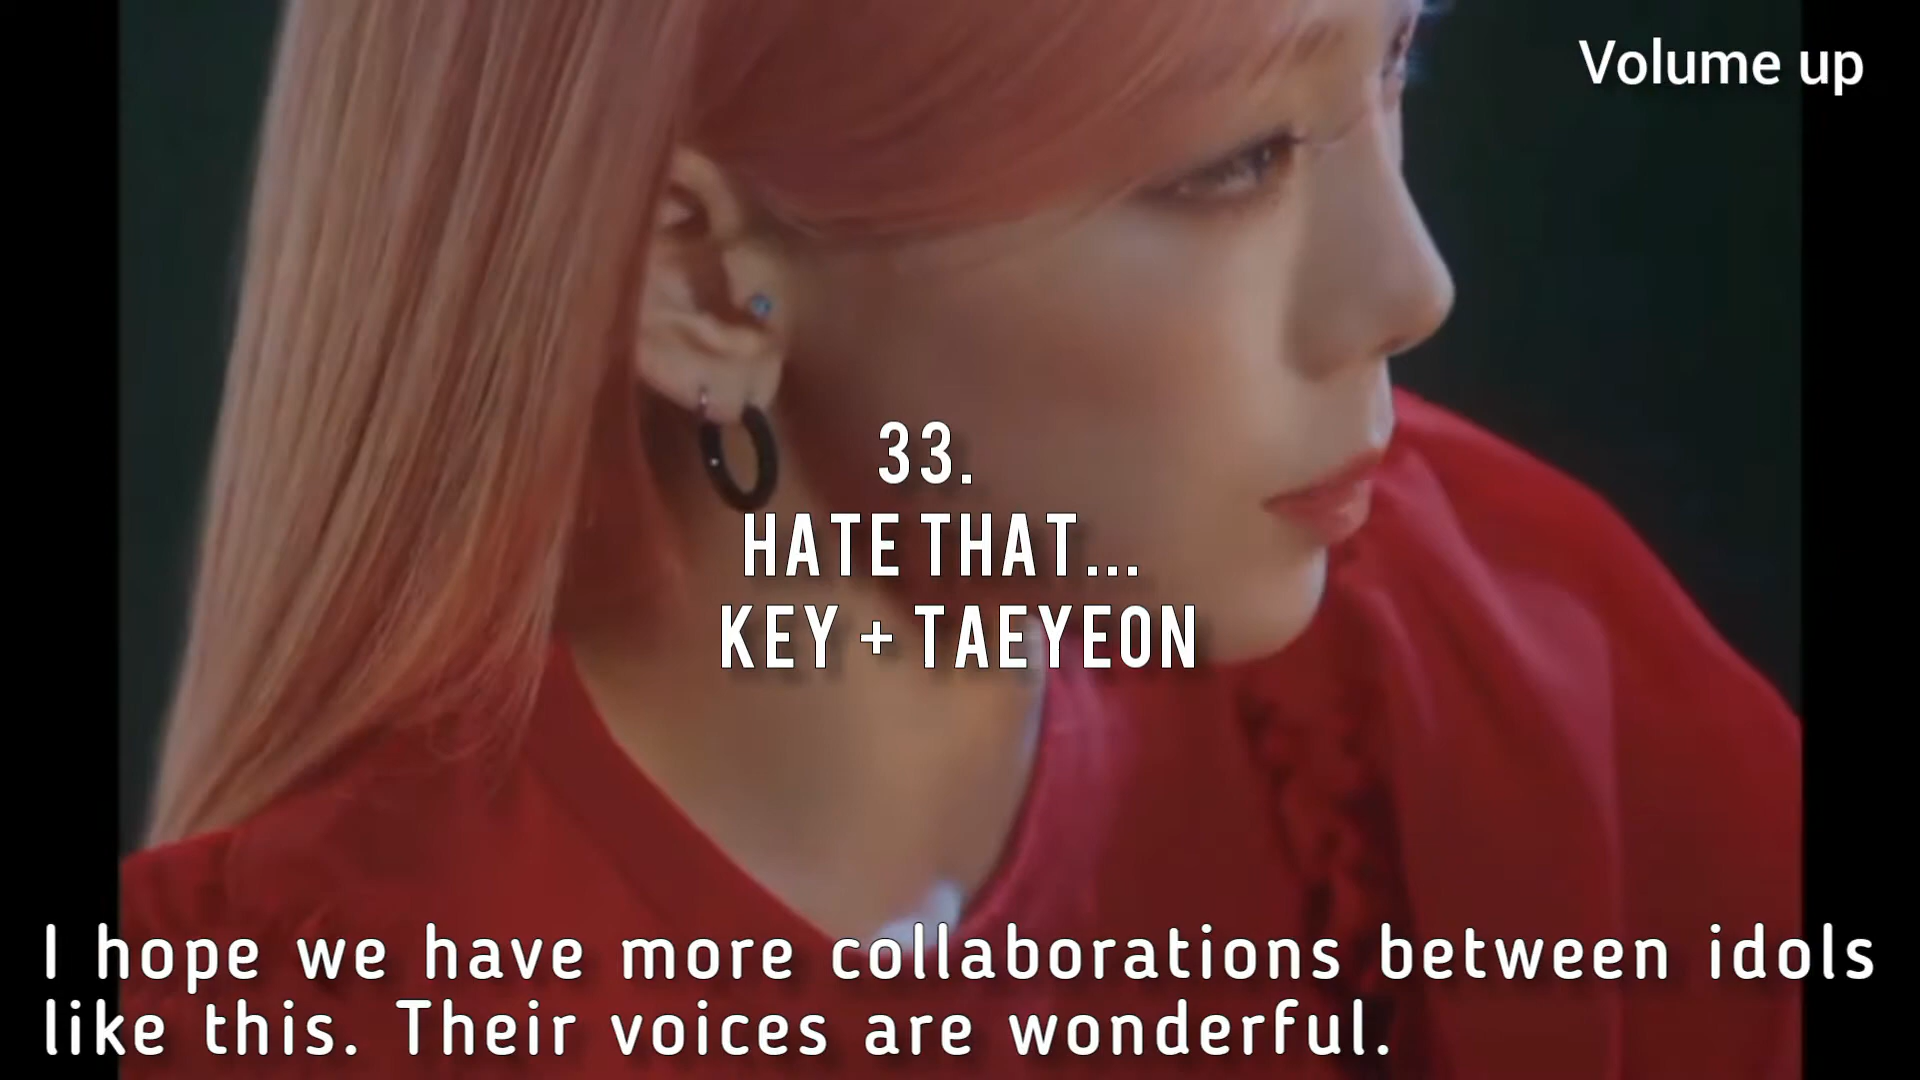 Volume up
33.
HATE THAT...
KEY + TAEYEON
I hope we have more collaborations between idols
like this. Their voices are wonderful.